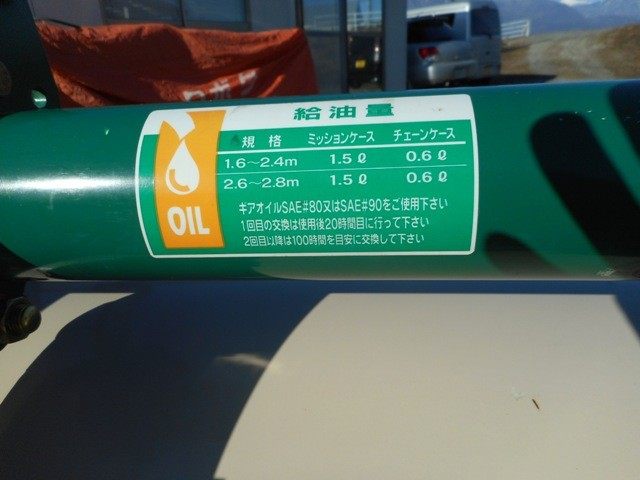 給油量
規格 ミッションケース チェーンケース
1.6~2.4m 1.5ℓ 0.6ℓ
2.6~2.8m 1.5ℓ 0.6ℓ
OIL
ギアオイルSAE#80又はSAE#90をご使用下さい
1回目の交換は使用後20時間目に行って下さい
2回目以降は100時間を目安に交換して下さい